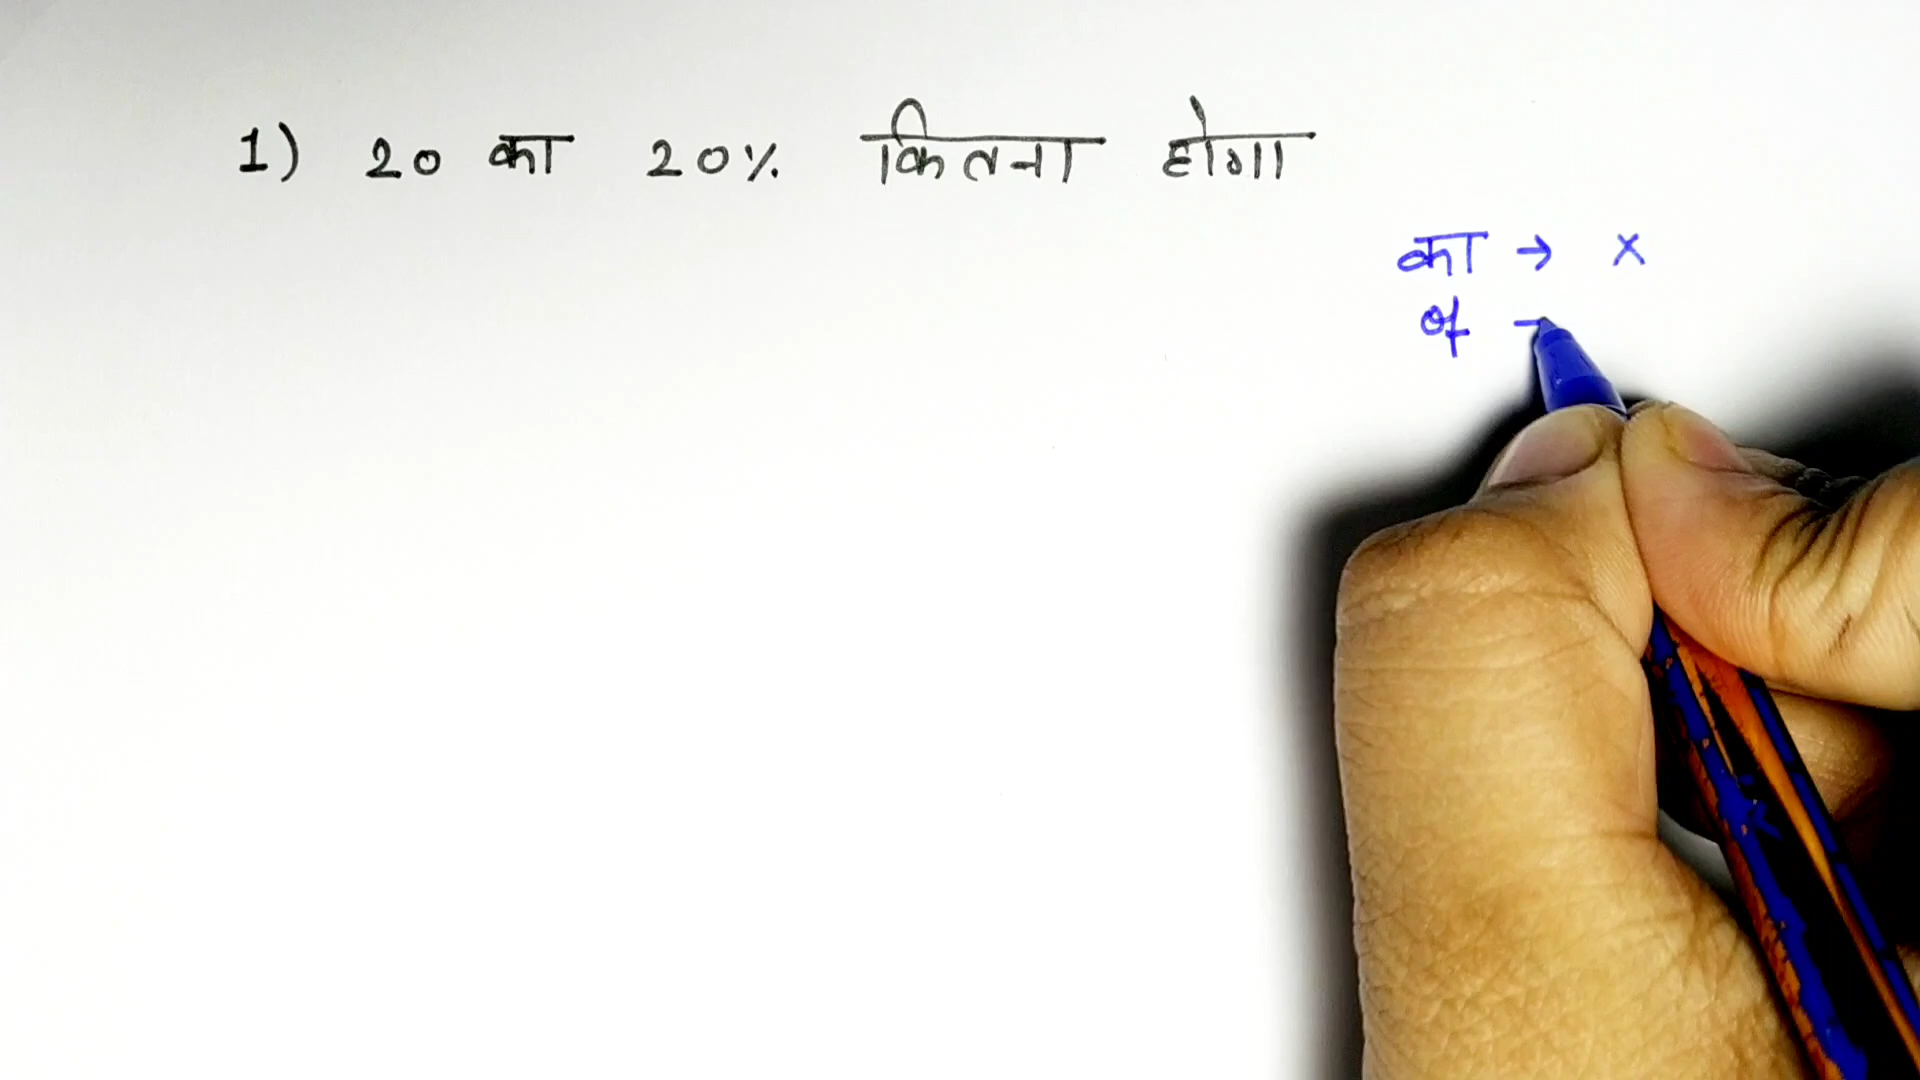 1) 20 का 20% कितना होगा
का → ×
of →